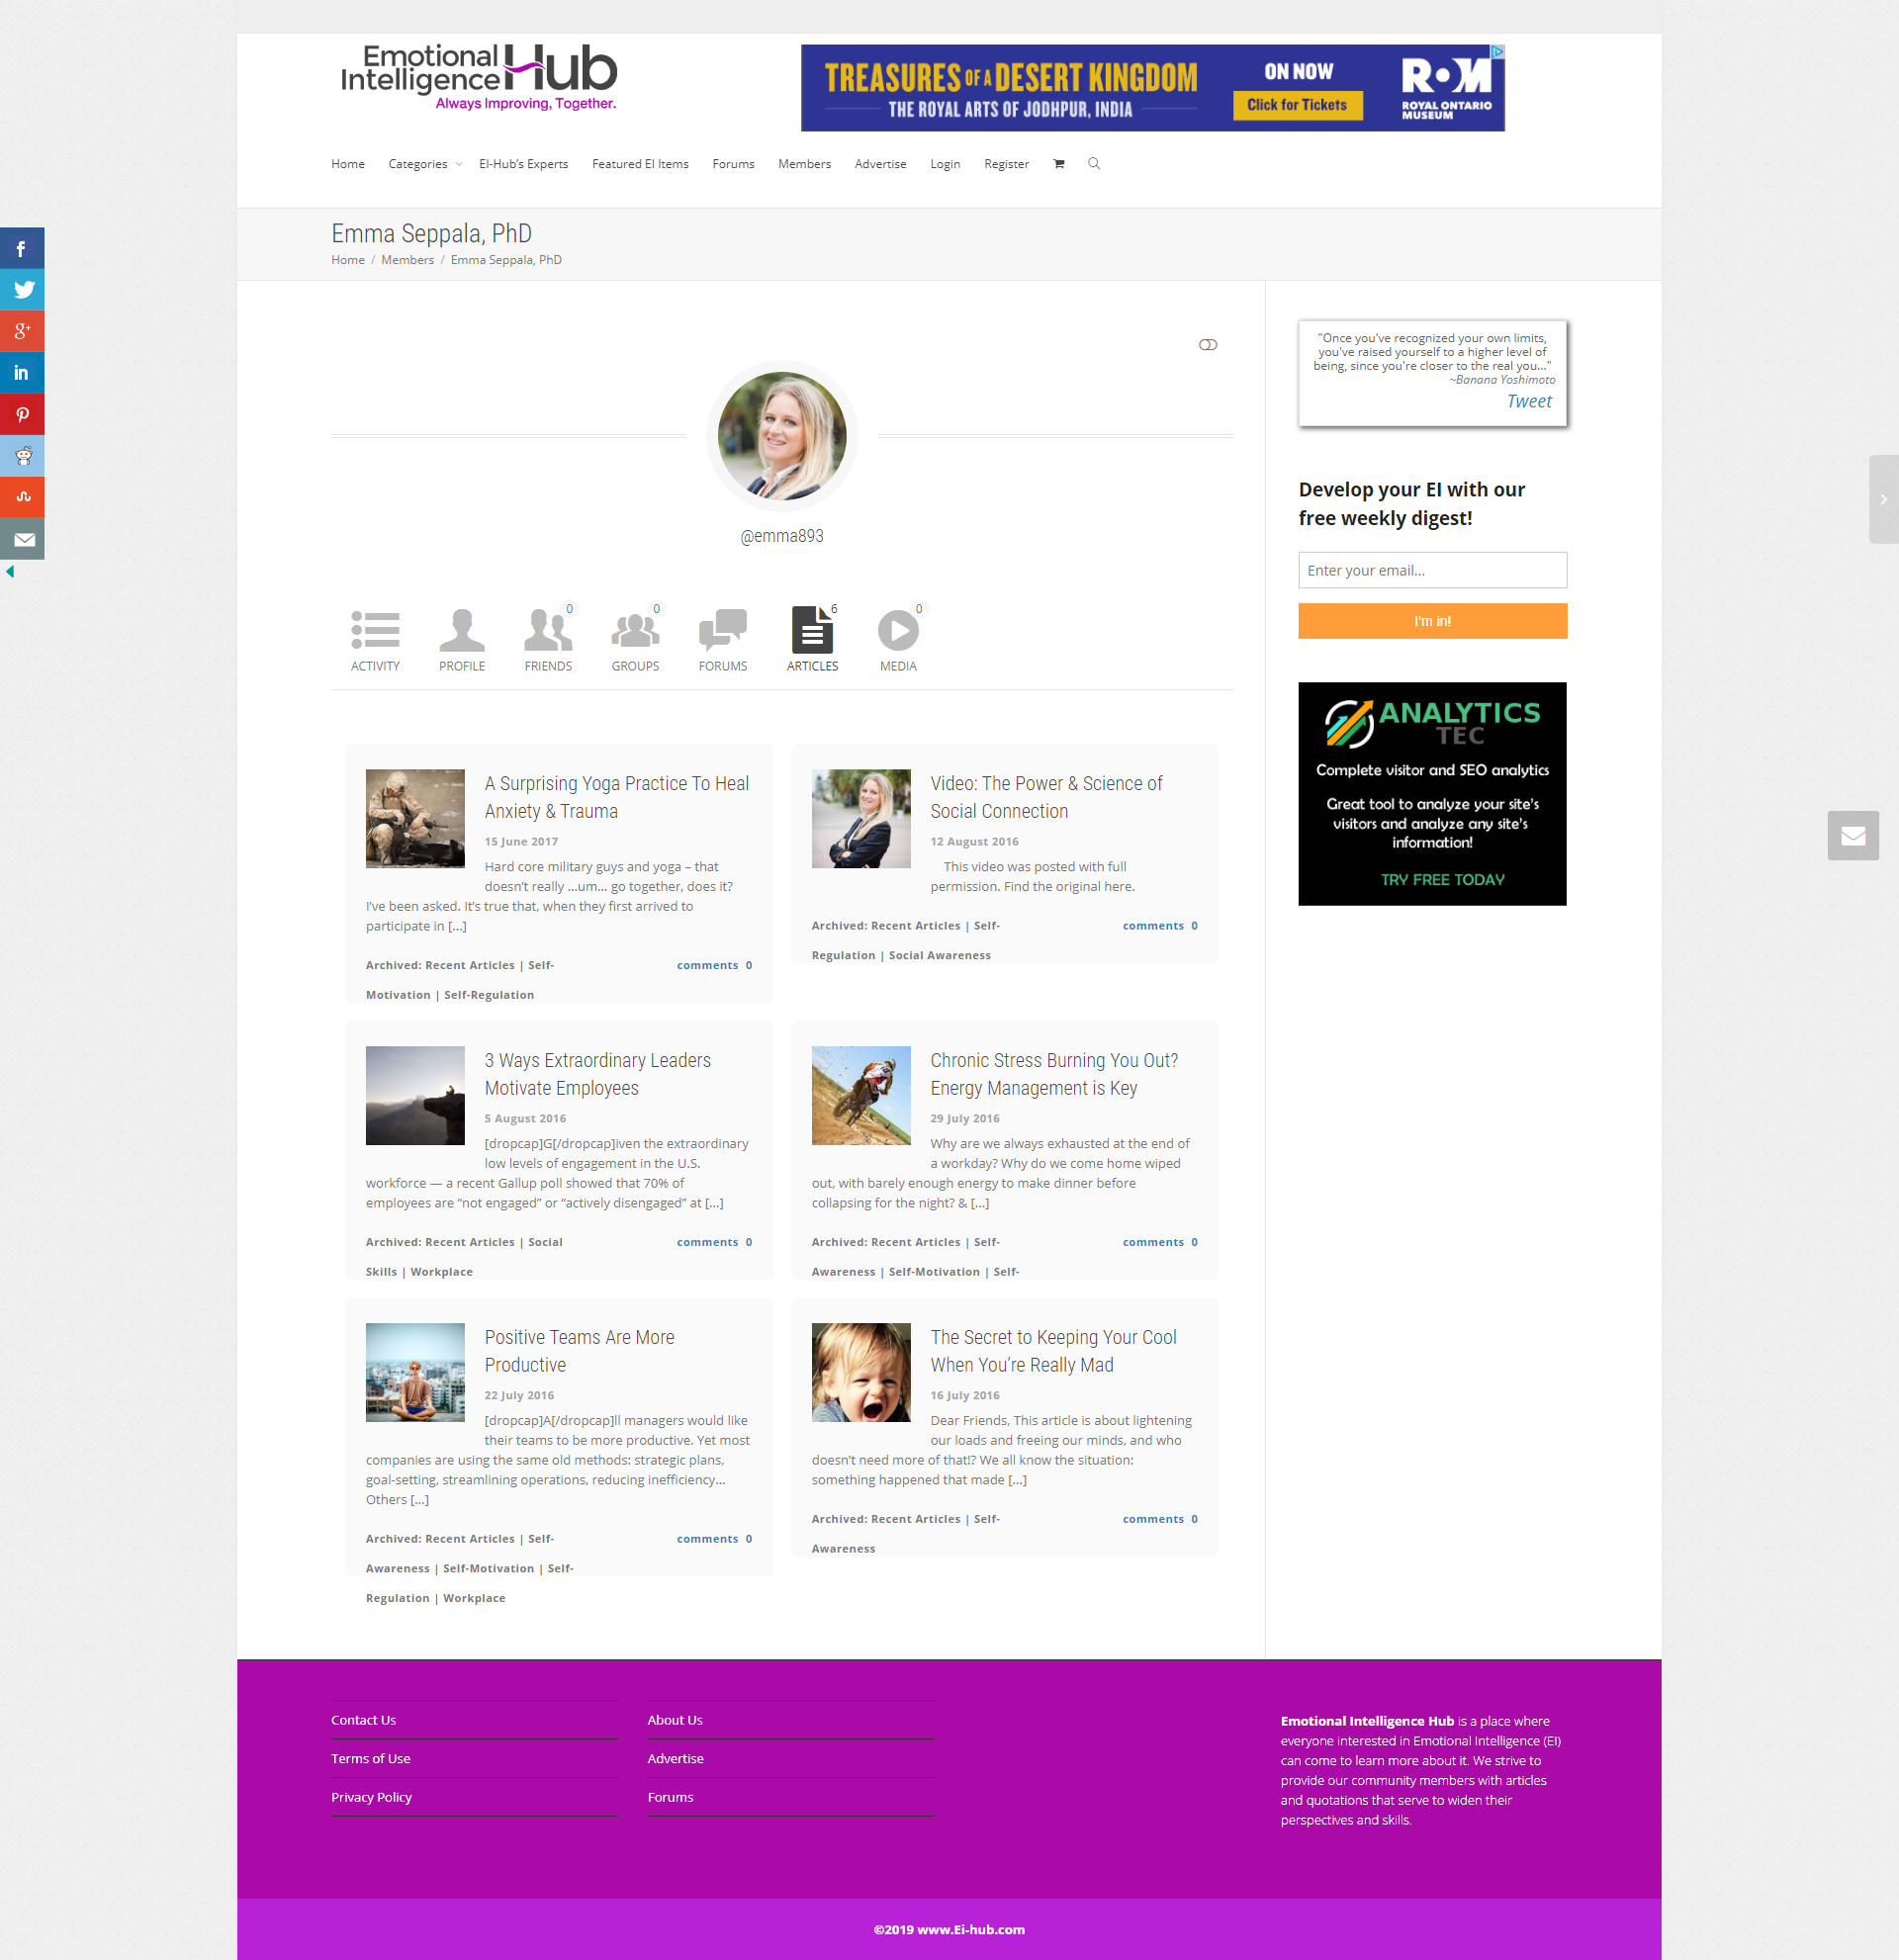 Emotional
Intelligence Hub
Always Improving, Together.
TREASURES OF A DESERT KINGDOM
THE ROYAL ARTS OF JODHPUR, INDIA
ON NOW
Click for Tickets
ROM
ROYAL ONTARIO
MUSEUM
Home Categories EI-Hub's Experts Featured EI Items Forums Members Advertise Login Register
Emma Seppala, PhD
Home / Members / Emma Seppala, PhD
@emma893
0 0 6 0
ACTIVITY PROFILE FRIENDS GROUPS FORUMS ARTICLES MEDIA
A Surprising Yoga Practice To Heal
Anxiety & Trauma
15 June 2017
Hard core military guys and yoga – that
doesn't really …um… go together, does it?
I've been asked. It's true that, when they first arrived to
participate in […]
Archived: Recent Articles | Self-
comments 0
Motivation | Self-Regulation
Video: The Power & Science of
Social Connection
12 August 2016
This video was posted with full
permission. Find the original here.
Archived: Recent Articles | Self-
comments 0
Regulation | Social Awareness
3 Ways Extraordinary Leaders
Motivate Employees
5 August 2016
[dropcap]G[/dropcap]iven the extraordinary
low levels of engagement in the U.S.
workforce — a recent Gallup poll showed that 70% of
employees are “not engaged” or “actively disengaged” at […]
Archived: Recent Articles | Social
comments 0
Skills | Workplace
Chronic Stress Burning You Out?
Energy Management is Key
29 July 2016
Why are we always exhausted at the end of
a workday? Why do we come home wiped
out, with barely enough energy to make dinner before
collapsing for the night? & […]
Archived: Recent Articles | Self-
comments 0
Awareness | Self-Motivation | Self-
Positive Teams Are More
Productive
22 July 2016
[dropcap]A[/dropcap]ll managers would like
their teams to be more productive. Yet most
companies are using the same old methods: strategic plans,
goal-setting, streamlining operations, reducing inefficiency…
Others […]
Archived: Recent Articles | Self-
comments 0
Awareness | Self-Motivation | Self-
Regulation | Workplace
The Secret to Keeping Your Cool
When You’re Really Mad
16 July 2016
Dear Friends, This article is about lightening
our loads and freeing our minds, and who
doesn’t need more of that!? We all know the situation:
something happened that made […]
Archived: Recent Articles | Self-
comments 0
Awareness
"Once you've recognized your own limits,
you've raised yourself to a higher level of
being, since you're closer to the real you..."
~Banana Yoshimoto
Tweet
Develop your EI with our
free weekly digest!
Enter your email...
I'm in!
ANALYTICS
TEC
Complete visitor and SEO analytics
Great tool to analyze your site's
visitors and analyze any site's
information!
TRY FREE TODAY
Contact Us
Terms of Use
Privacy Policy
About Us
Advertise
Forums
Emotional Intelligence Hub is a place where
everyone interested in Emotional Intelligence (EI)
can come to learn more about it. We strive to
provide our community members with articles
and quotations that serve to widen their
perspectives and skills.
©2019 www.Ei-hub.com